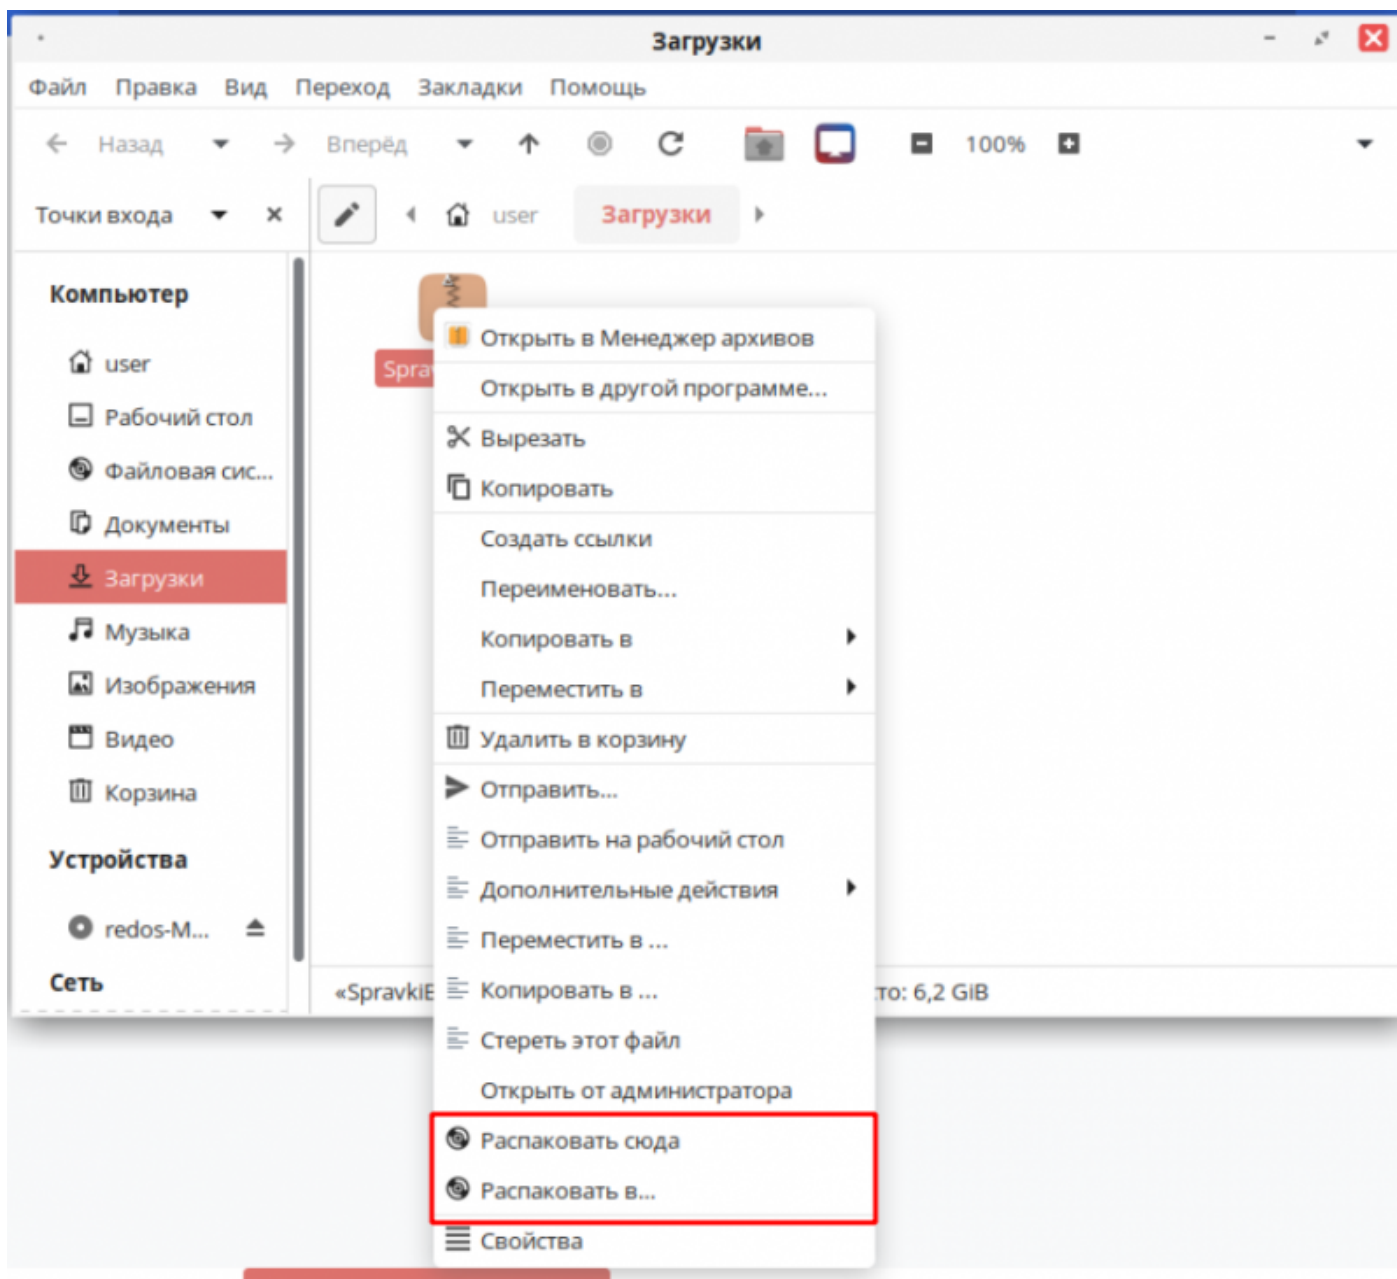 Загрузки
Файл Правка Вид Переход Закладки Помощь
Назад Вперёд 100%
Точки входа user Загрузки
Компьютер
user
Рабочий стол
Файловая сис...
Документы
Загрузки
Музыка
Изображения
Видео
Корзина
Устройства
redos-M...
Сеть
Spra
Открыть в Менеджер архивов
Открыть в другой программе...
Вырезать
Копировать
Создать ссылки
Переименовать...
Копировать в
Переместить в
Удалить в корзину
Отправить...
Отправить на рабочий стол
Дополнительные действия
Переместить в ...
Копировать в ...
Стереть этот файл
Открыть от администратора
Распаковать сюда
Распаковать в...
Свойства
«Spravki то: 6,2 GiB